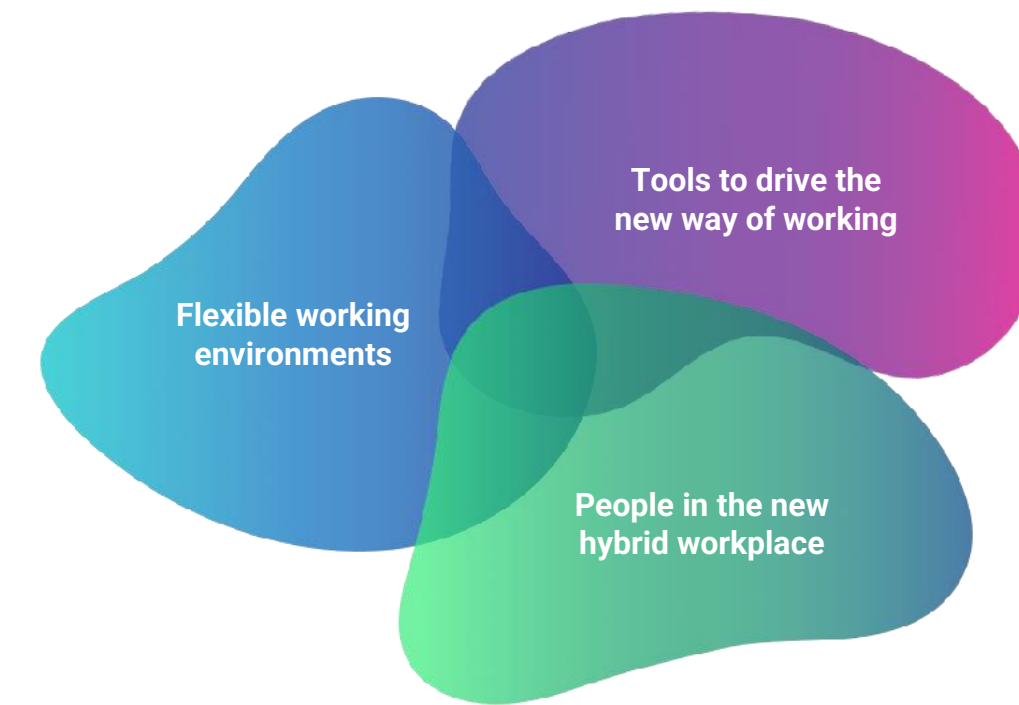 Tools to drive the
new way of working
Flexible working
environments
People in the new
hybrid workplace